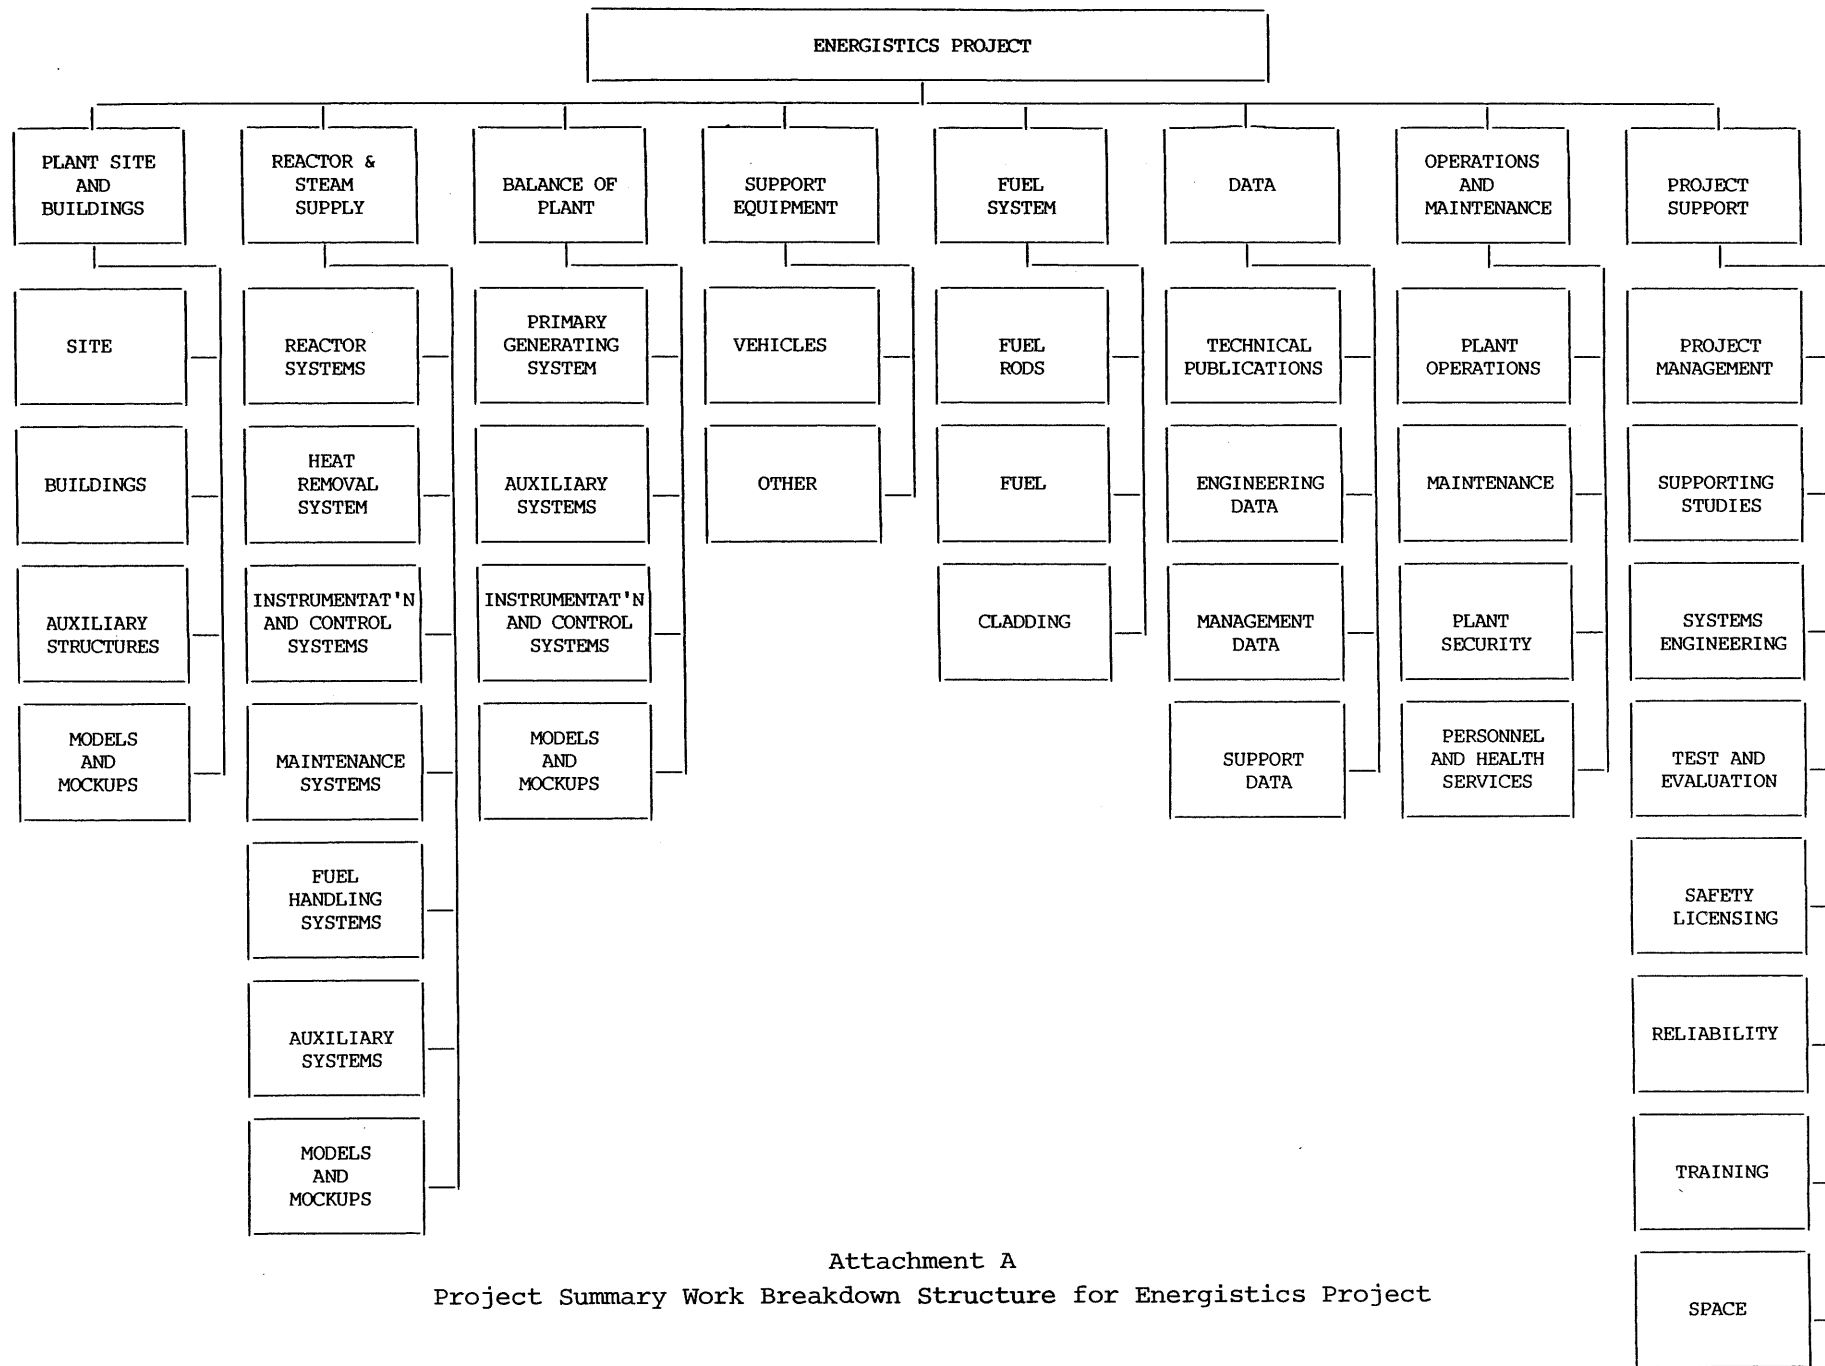 ENERGISTICS PROJECT
PLANT SITE
AND
BUILDINGS
REACTOR &
STEAM
SUPPLY
BALANCE OF
PLANT
SUPPORT
EQUIPMENT
FUEL
SYSTEM
DATA
OPERATIONS
AND
MAINTENANCE
PROJECT
SUPPORT
SITE
BUILDINGS
AUXILIARY
STRUCTURES
MODELS
AND
MOCKUPS
REACTOR
SYSTEMS
HEAT
REMOVAL
SYSTEM
INSTRUMENTAT'N
AND CONTROL
SYSTEMS
MAINTENANCE
SYSTEMS
FUEL
HANDLING
SYSTEMS
AUXILIARY
SYSTEMS
MODELS
AND
MOCKUPS
PRIMARY
GENERATING
SYSTEM
AUXILIARY
SYSTEMS
INSTRUMENTAT'N
AND CONTROL
SYSTEMS
MODELS
AND
MOCKUPS
VEHICLES
OTHER
FUEL
RODS
FUEL
CLADDING
TECHNICAL
PUBLICATIONS
ENGINEERING
DATA
MANAGEMENT
DATA
SUPPORT
DATA
PLANT
OPERATIONS
MAINTENANCE
PLANT
SECURITY
PERSONNEL
AND HEALTH
SERVICES
PROJECT
MANAGEMENT
SUPPORTING
STUDIES
SYSTEMS
ENGINEERING
TEST AND
EVALUATION
SAFETY
LICENSING
RELIABILITY
TRAINING
SPACE
Attachment A
Project Summary Work Breakdown Structure for Energistics Project